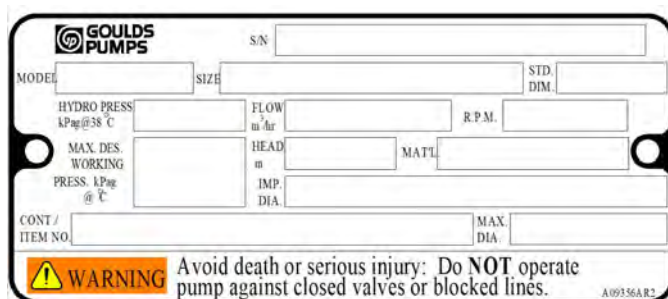 GOULDS
PUMPS
S/N
MODEL SIZE STD.
DIM.
HYDRO PRESS
kPag@38 °C
FLOW
m³/hr
R.P.M.
MAX. DES.
WORKING
PRESS. kPag
@ °C
HEAD
m
MAT'L
IMP.
DIA.
CONT./
ITEM NO.
MAX.
DIA
WARNING
Avoid death or serious injury: Do NOT operate
pump against closed valves or blocked lines.
A09356AR2